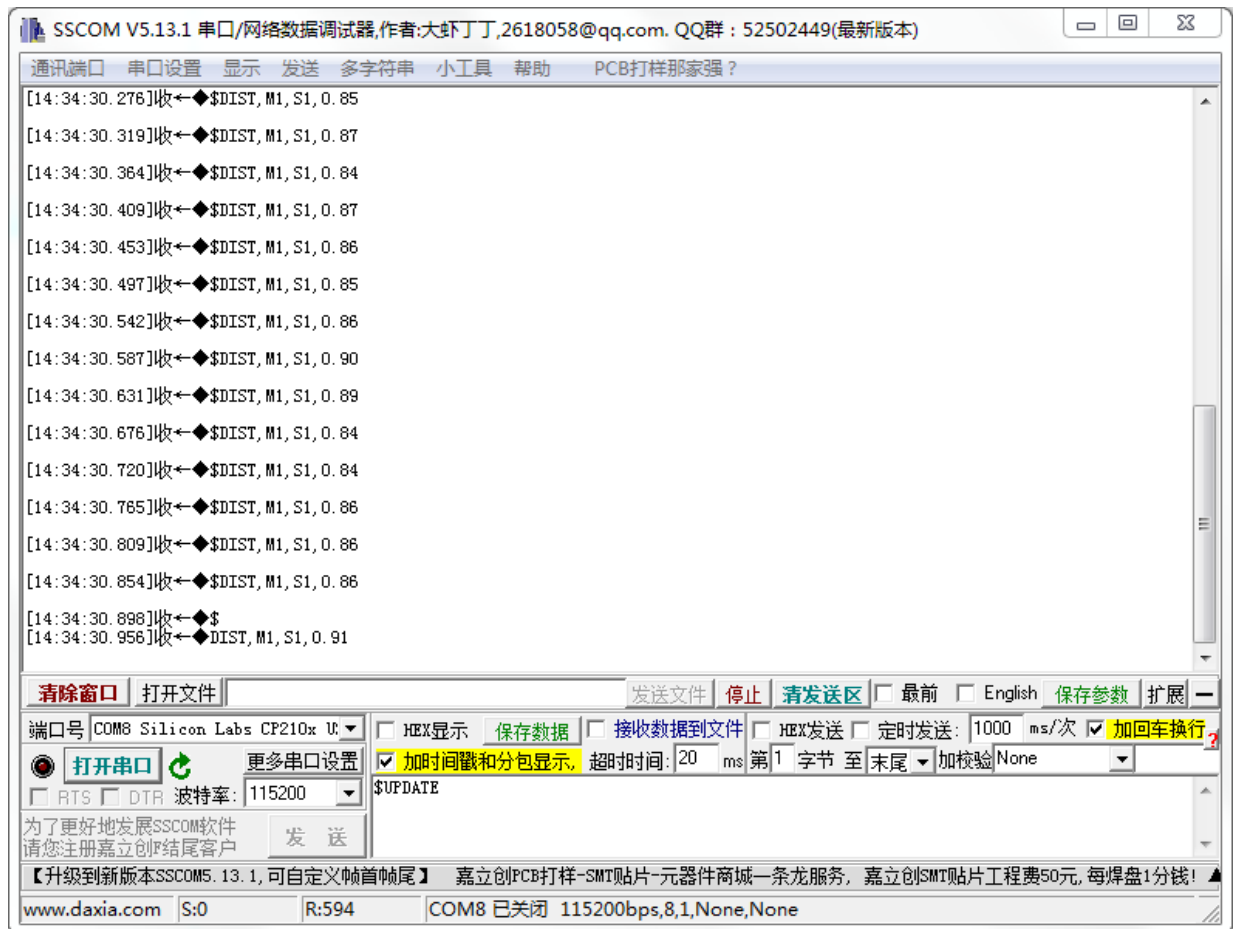 SSCOM V5.13.1 串口/网络数据调试器,作者:大虾丁丁,2618058@qq.com. QQ群：52502449(最新版本)
通讯端口 串口设置 显示 发送 多字符串 小工具 帮助 PCB打样那家强？
[14:34:30.276]收←◆$DIST,M1,S1,0.85
[14:34:30.319]收←◆$DIST,M1,S1,0.87
[14:34:30.364]收←◆$DIST,M1,S1,0.84
[14:34:30.409]收←◆$DIST,M1,S1,0.87
[14:34:30.453]收←◆$DIST,M1,S1,0.86
[14:34:30.497]收←◆$DIST,M1,S1,0.85
[14:34:30.542]收←◆$DIST,M1,S1,0.86
[14:34:30.587]收←◆$DIST,M1,S1,0.90
[14:34:30.631]收←◆$DIST,M1,S1,0.89
[14:34:30.676]收←◆$DIST,M1,S1,0.84
[14:34:30.720]收←◆$DIST,M1,S1,0.84
[14:34:30.765]收←◆$DIST,M1,S1,0.86
[14:34:30.809]收←◆$DIST,M1,S1,0.86
[14:34:30.854]收←◆$DIST,M1,S1,0.86
[14:34:30.898]收←◆$
[14:34:30.956]收←◆DIST,M1,S1,0.91
清除窗口 打开文件 发送文件 停止 清发送区 最前 English 保存参数 扩展 —
端口号 COM8 Silicon Labs CP210x HEX显示 保存数据 接收数据到文件 HEX发送 定时发送: 1000 ms/次 加回车换行 ?
打开串口 更多串口设置 加时间戳和分包显示, 超时时间: 20 ms 第 1 字节 至 末尾 加校验 None
RTS DTR 波特率: 115200 $UPDATE
为了更好地发展SSCOM软件
请您注册嘉立创F结尾客户 发 送
【升级到新版本SSCOM5.13.1,可自定义帧首帧尾】 嘉立创PCB打样-SMT贴片-元器件商城一条龙服务, 嘉立创SMT贴片工程费50元,每焊盘1分钱!
www.daxia.com S:0 R:594 COM8 已关闭 115200bps,8,1,None,None